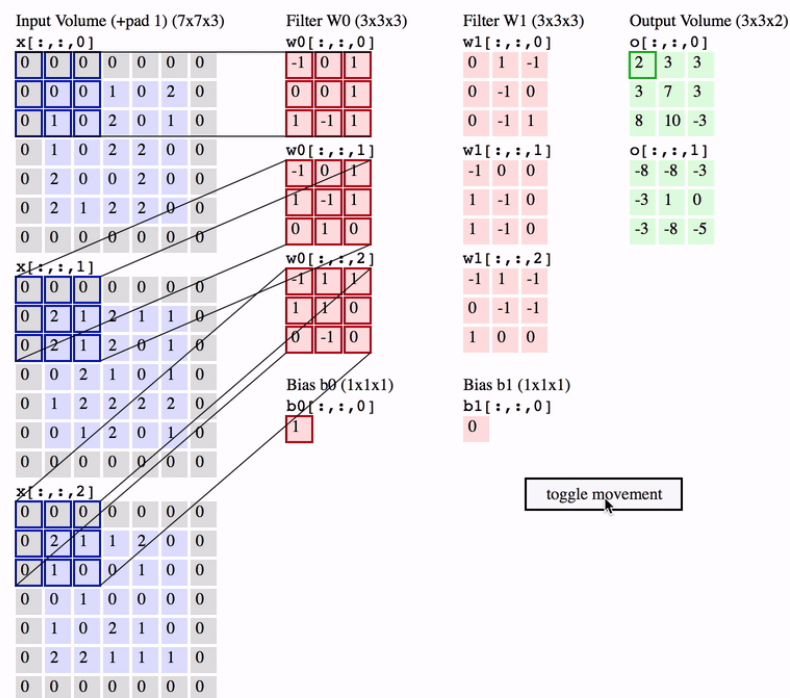 Input Volume (+pad 1) (7x7x3)
x[:,:,0]
0 0 0 0 0 0 0
0 0 0 1 0 2 0
0 1 0 2 0 1 0
0 1 0 2 2 0 0
0 2 0 0 2 0 0
0 2 1 2 2 0 0
0 0 0 0 0 0 0
x[:,:,1]
0 0 0 0 0 0 0
0 2 1 2 1 1 0
0 2 1 2 0 1 0
0 0 2 1 0 1 0
0 1 2 2 2 2 0
0 0 1 2 0 1 0
0 0 0 0 0 0 0
x[:,:,2]
0 0 0 0 0 0 0
0 2 1 1 2 0 0
0 1 0 0 1 0 0
0 0 1 0 0 0 0
0 1 0 2 1 0 0
0 2 2 1 1 1 0
0 0 0 0 0 0 0
Filter W0 (3x3x3)
w0[:,:,0]
-1 0 1
0 0 1
1 -1 1
w0[:,:,1]
-1 0 1
1 -1 1
0 1 0
w0[:,:,2]
-1 1 1
1 1 0
0 -1 0
Bias b0 (1x1x1)
b0[:,:,0]
1
Filter W1 (3x3x3)
w1[:,:,0]
0 1 -1
0 -1 0
0 -1 1
w1[:,:,1]
-1 0 0
1 -1 0
1 -1 0
w1[:,:,2]
-1 1 -1
0 -1 -1
1 0 0
Bias b1 (1x1x1)
b1[:,:,0]
0
Output Volume (3x3x2)
o[:,:,0]
2 3 3
3 7 3
8 10 -3
o[:,:,1]
-8 -8 -3
-3 1 0
-3 -8 -5
toggle movement